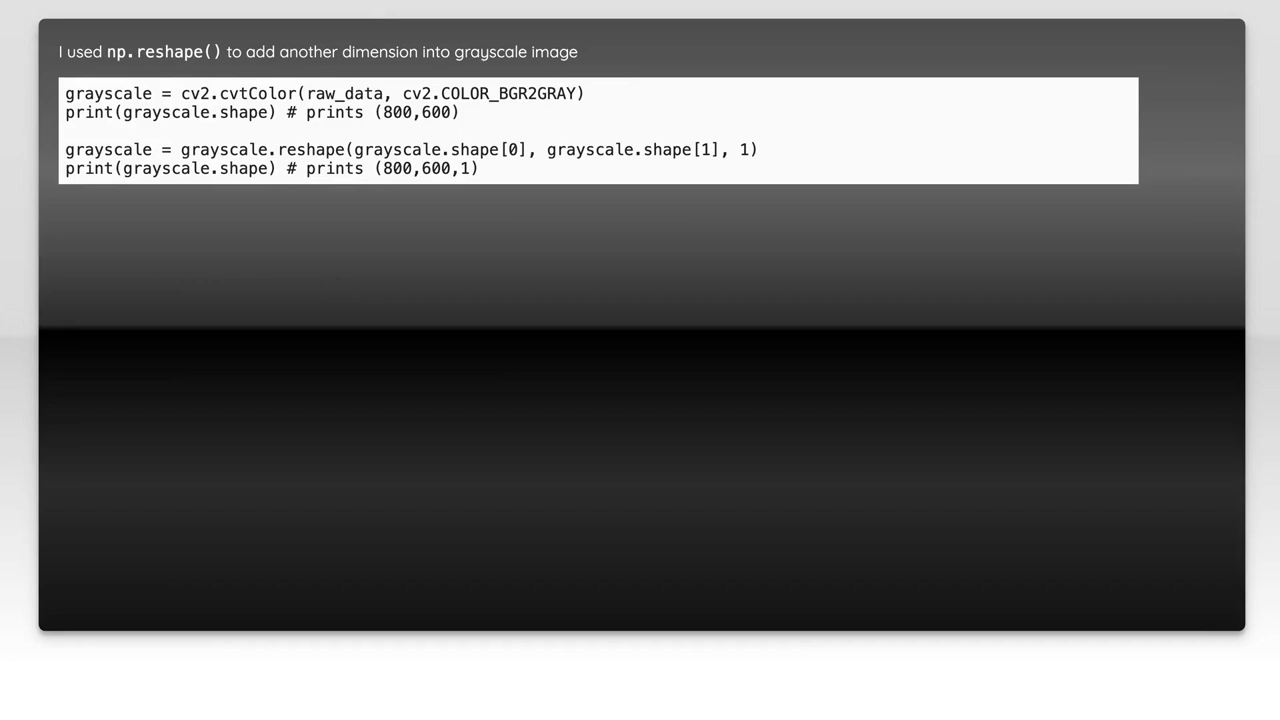 I used np.reshape() to add another dimension into grayscale image
grayscale = cv2.cvtColor(raw_data, cv2.COLOR_BGR2GRAY)
print(grayscale.shape) # prints (800,600)
grayscale = grayscale.reshape(grayscale.shape[0], grayscale.shape[1], 1)
print(grayscale.shape) # prints (800,600,1)